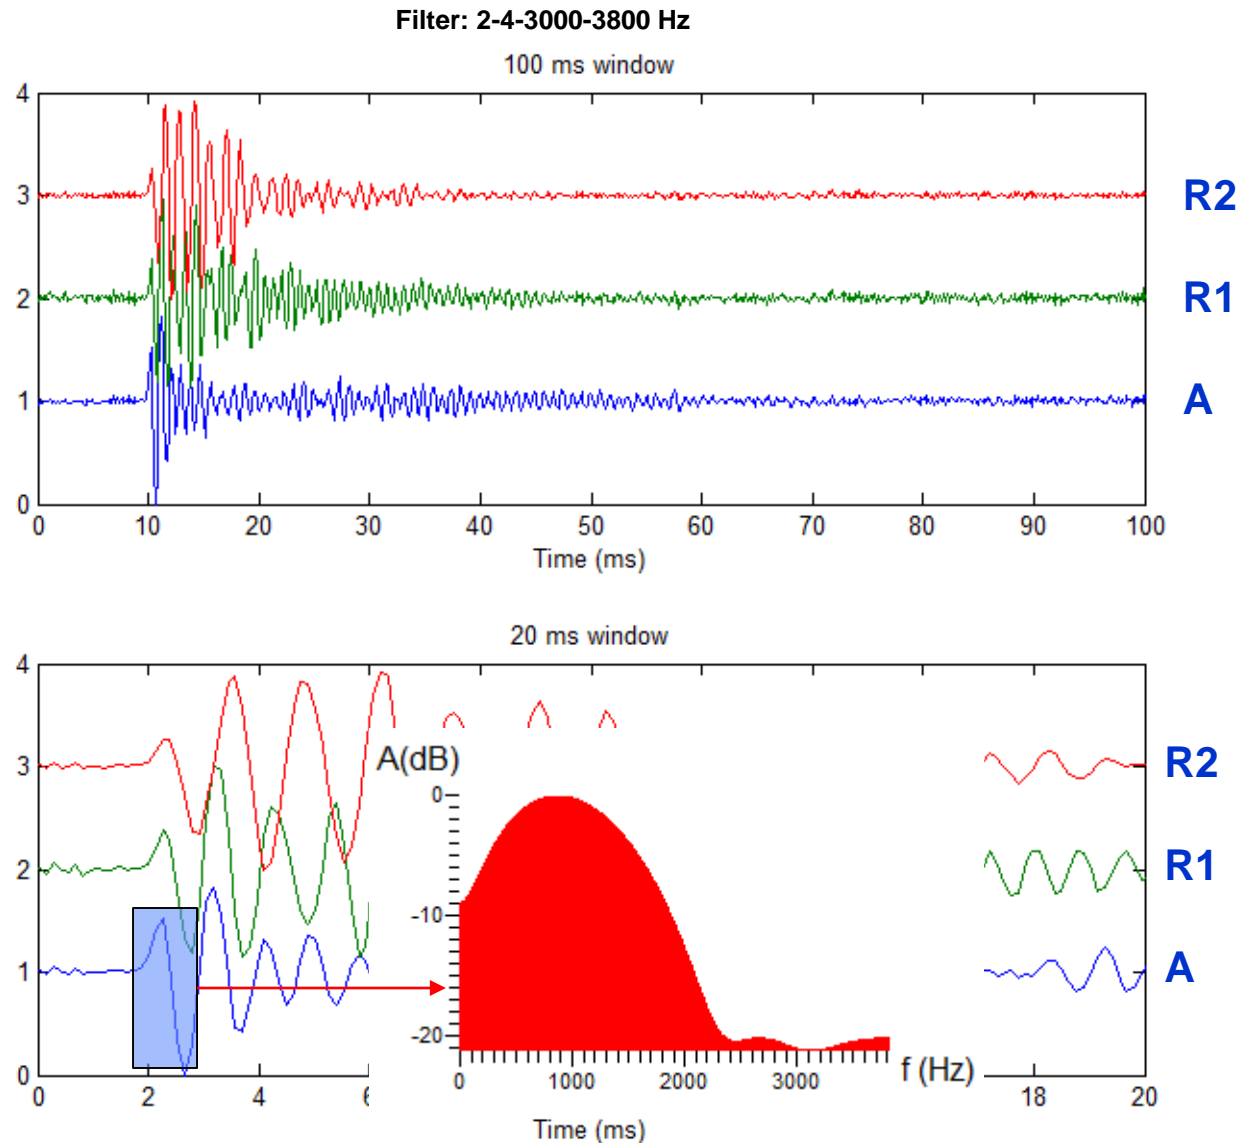 Filter: 2-4-3000-3800 Hz
100 ms window
4
3
2
1
0
R2
R1
A
0 10 20 30 40 50 60 70 80 90 100
Time (ms)
20 ms window
4
3
2
1
0
A(dB)
0
-10
-20
0 1000 2000 3000
f (Hz)
R2
R1
A
0 2 4 18 20
Time (ms)